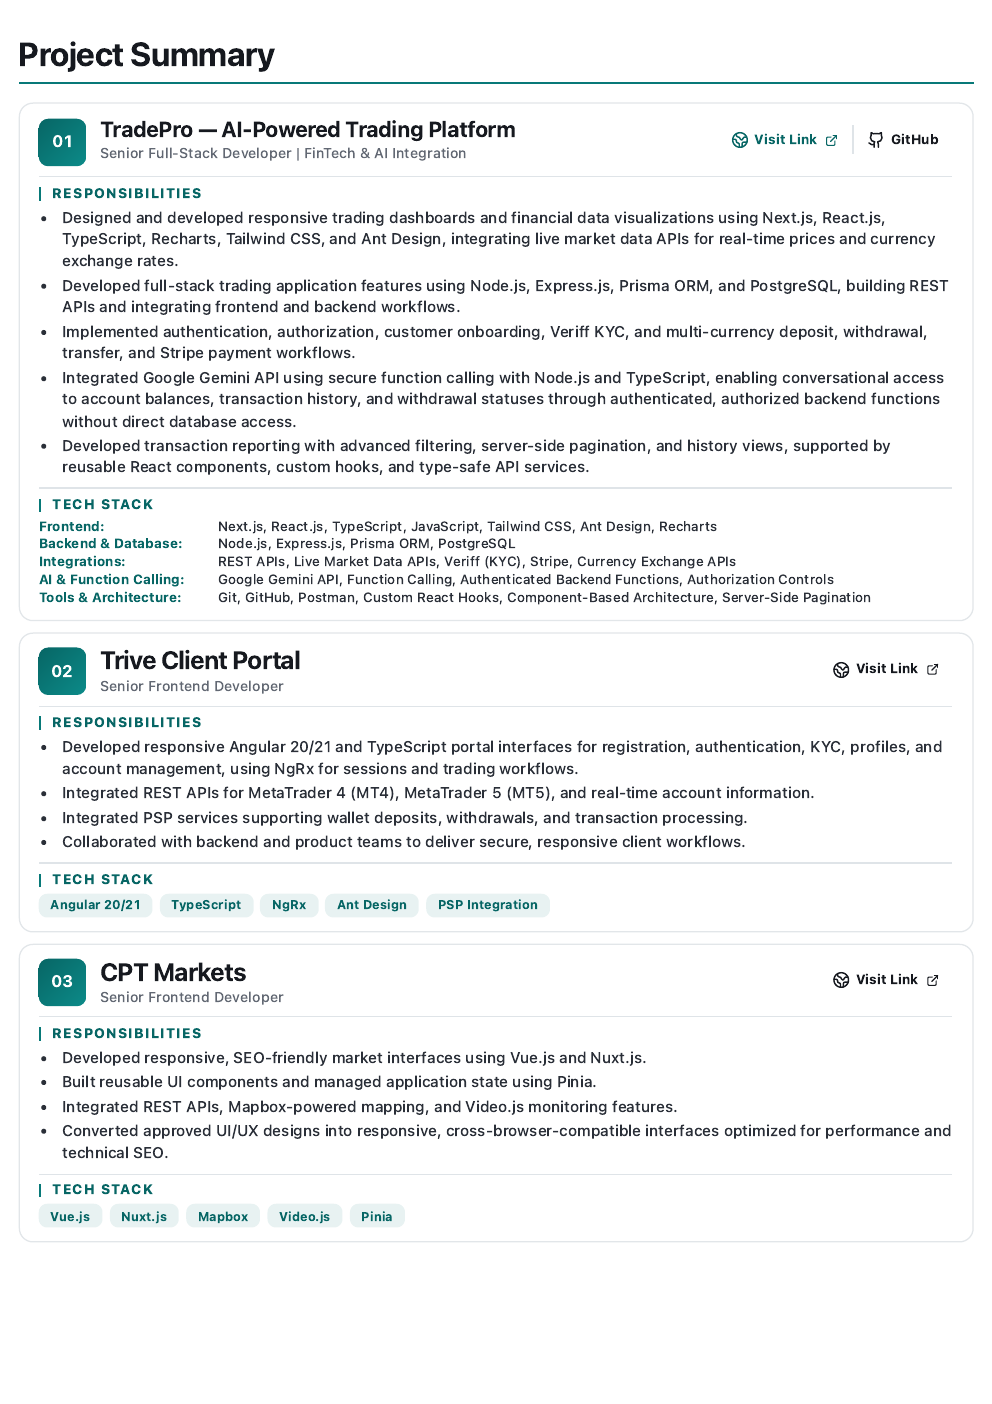 Project Summary
01
TradePro — AI-Powered Trading Platform
Senior Full-Stack Developer | FinTech & AI Integration
Visit Link
GitHub
RESPONSIBILITIES
• Designed and developed responsive trading dashboards and financial data visualizations using Next.js, React.js,
TypeScript, Recharts, Tailwind CSS, and Ant Design, integrating live market data APIs for real-time prices and currency
exchange rates.
• Developed full-stack trading application features using Node.js, Express.js, Prisma ORM, and PostgreSQL, building REST
APIs and integrating frontend and backend workflows.
• Implemented authentication, authorization, customer onboarding, Veriff KYC, and multi-currency deposit, withdrawal,
transfer, and Stripe payment workflows.
• Integrated Google Gemini API using secure function calling with Node.js and TypeScript, enabling conversational access
to account balances, transaction history, and withdrawal statuses through authenticated, authorized backend functions
without direct database access.
• Developed transaction reporting with advanced filtering, server-side pagination, and history views, supported by
reusable React components, custom hooks, and type-safe API services.
TECH STACK
Frontend: Next.js, React.js, TypeScript, JavaScript, Tailwind CSS, Ant Design, Recharts
Backend & Database: Node.js, Express.js, Prisma ORM, PostgreSQL
Integrations: REST APIs, Live Market Data APIs, Veriff (KYC), Stripe, Currency Exchange APIs
AI & Function Calling: Google Gemini API, Function Calling, Authenticated Backend Functions, Authorization Controls
Tools & Architecture: Git, GitHub, Postman, Custom React Hooks, Component-Based Architecture, Server-Side Pagination
02
Trive Client Portal
Senior Frontend Developer
Visit Link
RESPONSIBILITIES
• Developed responsive Angular 20/21 and TypeScript portal interfaces for registration, authentication, KYC, profiles, and
account management, using NgRx for sessions and trading workflows.
• Integrated REST APIs for MetaTrader 4 (MT4), MetaTrader 5 (MT5), and real-time account information.
• Integrated PSP services supporting wallet deposits, withdrawals, and transaction processing.
• Collaborated with backend and product teams to deliver secure, responsive client workflows.
TECH STACK
Angular 20/21 TypeScript NgRx Ant Design PSP Integration
03
CPT Markets
Senior Frontend Developer
Visit Link
RESPONSIBILITIES
• Developed responsive, SEO-friendly market interfaces using Vue.js and Nuxt.js.
• Built reusable UI components and managed application state using Pinia.
• Integrated REST APIs, Mapbox-powered mapping, and Video.js monitoring features.
• Converted approved UI/UX designs into responsive, cross-browser-compatible interfaces optimized for performance and
technical SEO.
TECH STACK
Vue.js Nuxt.js Mapbox Video.js Pinia